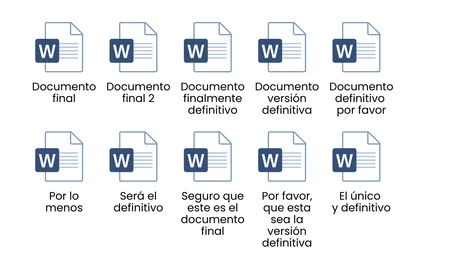 W
W
W
W
W
Documento
final
Documento
final 2
Documento
finalmente
definitivo
Documento
versión
definitiva
Documento
definitivo
por favor
W
W
W
W
W
Por lo
menos
Será el
definitivo
Seguro que
este es el
documento
final
Por favor,
que esta
sea la
versión
definitiva
El único
y definitivo